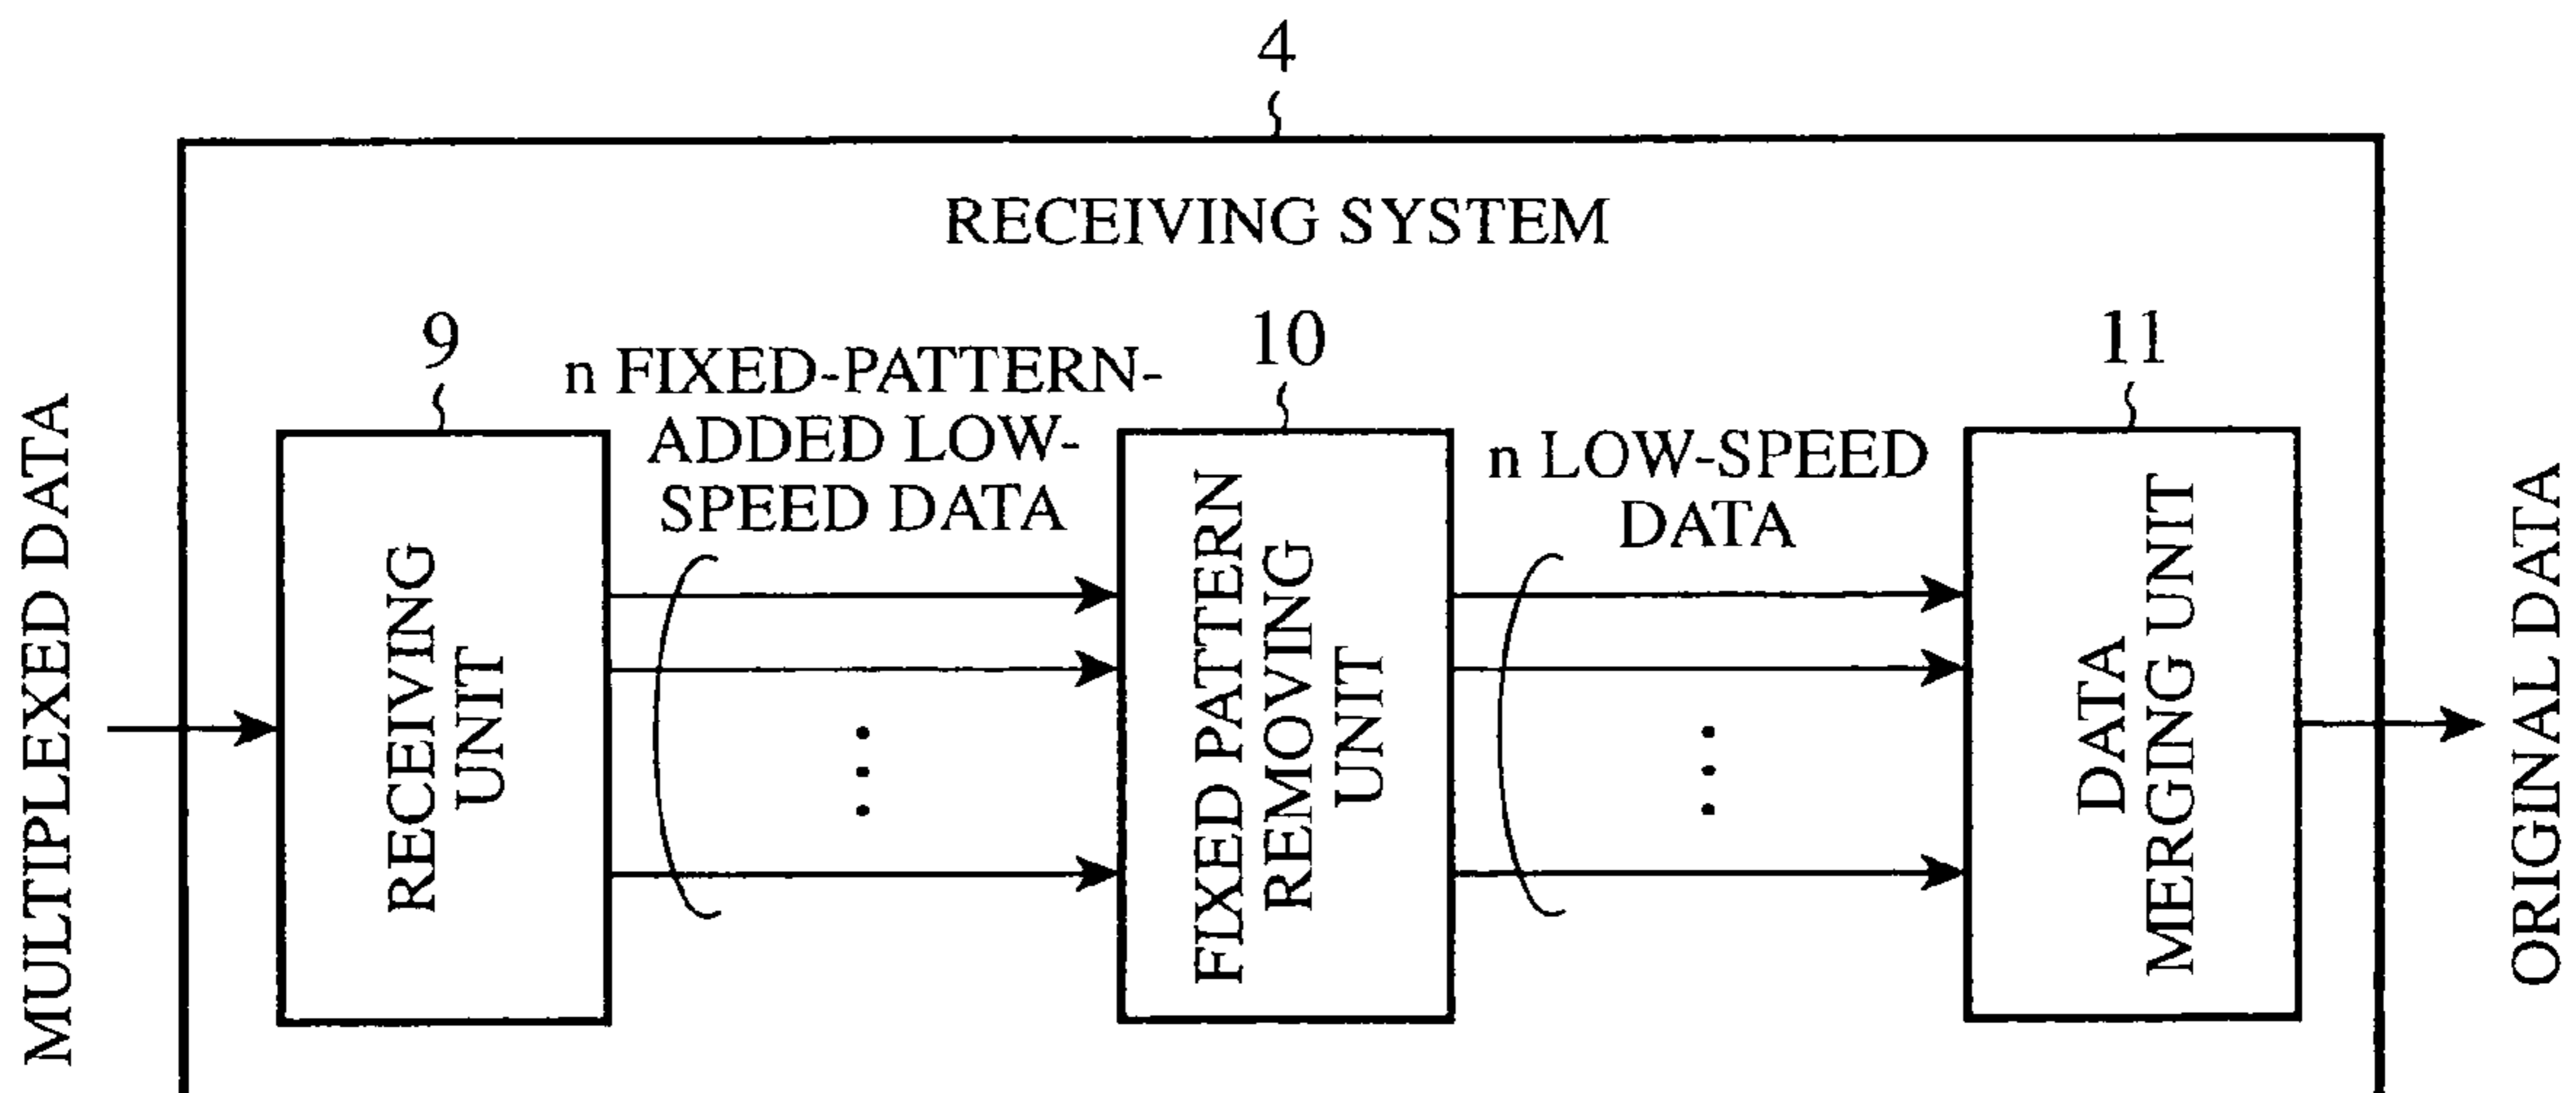 4
RECEIVING SYSTEM
MULTIPLEXED DATA
9
RECEIVING
UNIT
n FIXED-PATTERN-
ADDED LOW-
SPEED DATA
10
FIXED PATTERN
REMOVING
UNIT
n LOW-SPEED
DATA
11
DATA
MERGING UNIT
ORIGINAL DATA